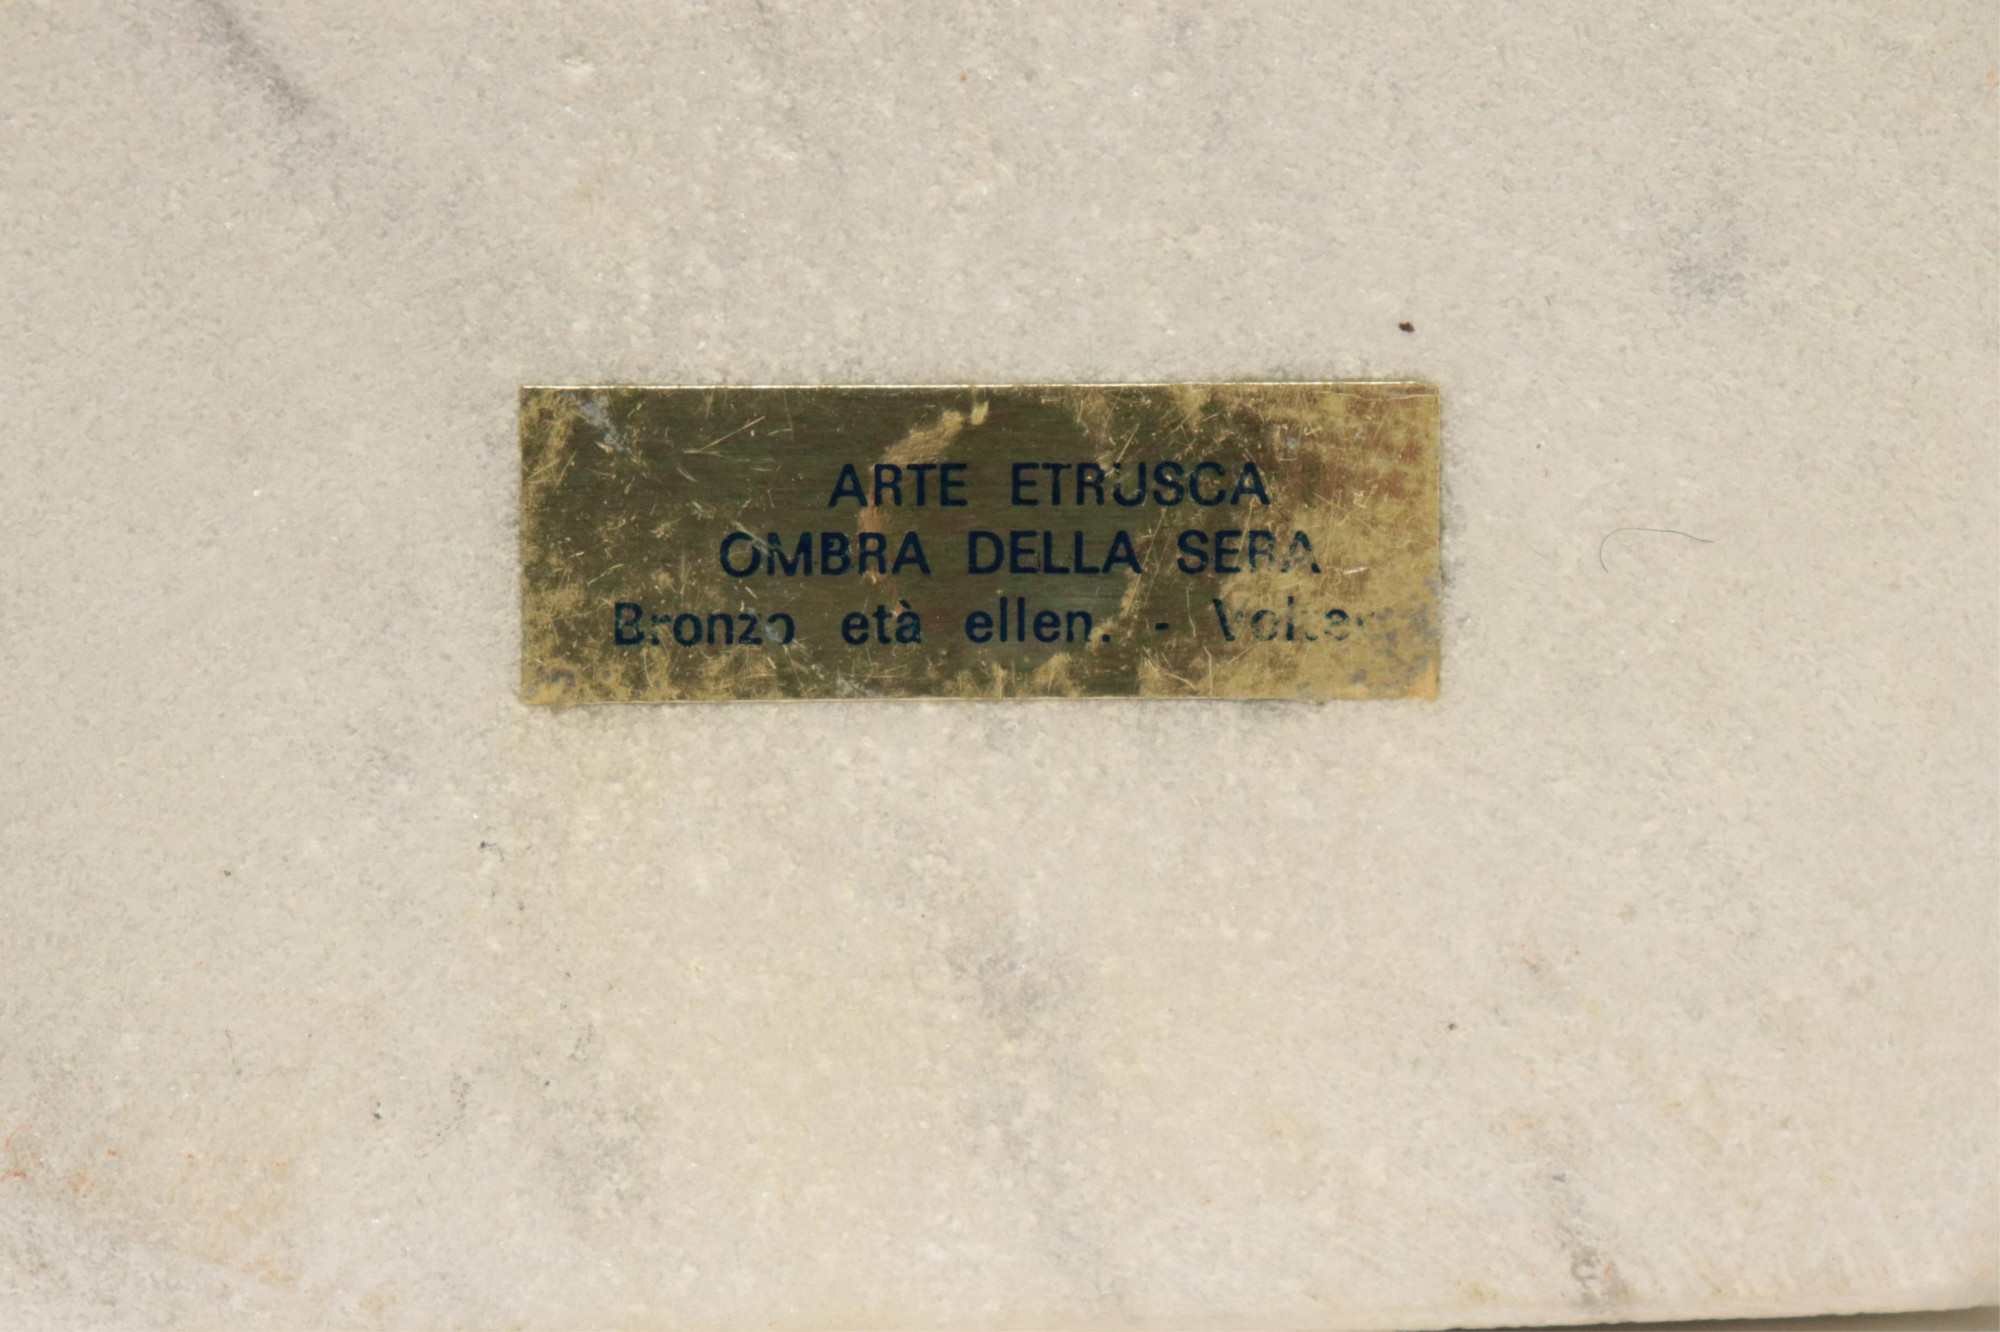 ARTE ETRUSCA
OMBRA DELLA SERA
Bronzo età ellen. -